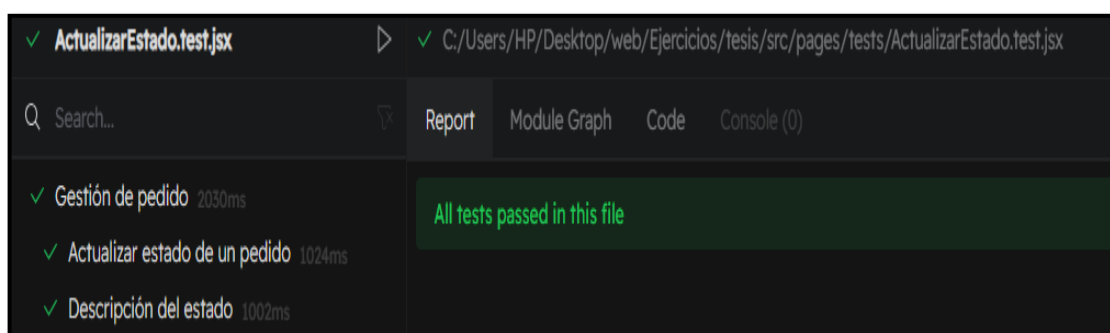 ActualizarEstado.test.jsx
C:/Users/HP/Desktop/web/Ejercicios/tesis/src/pages/tests/ActualizarEstado.test.jsx
Search...
Report Module Graph Code Console (0)
Gestión de pedido 2030ms
All tests passed in this file
Actualizar estado de un pedido 1024ms
Descripción del estado 1002ms